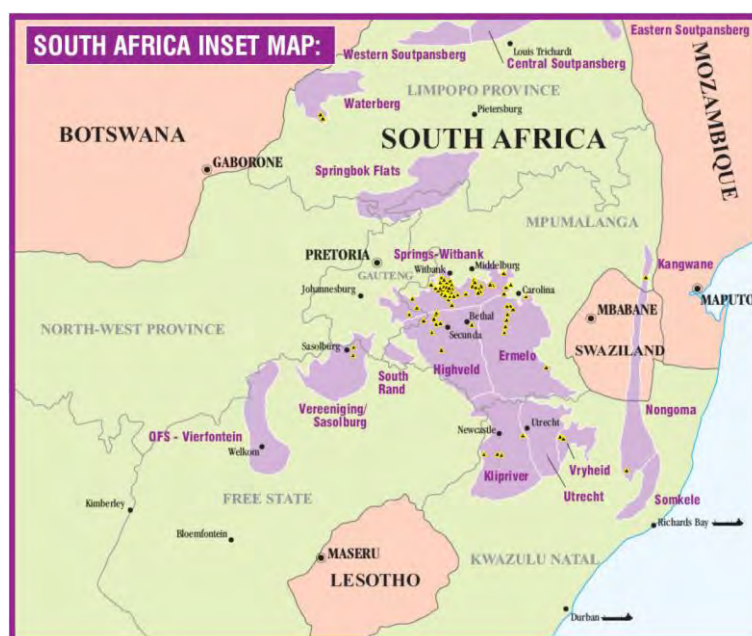 SOUTH AFRICA INSET MAP:
Eastern Soutpansberg
Western Soutpansberg
Louis Trichardt
Central Soutpansberg
LIMPOPO PROVINCE
Waterberg
Pietersburg
MOZAMBIQUE
BOTSWANA
SOUTH AFRICA
GABORONE
Springbok Flats
MPUMALANGA
PRETORIA
Springs-Witbank
Kangwane
GAUTENG
Witbank
Middelburg
Johannesburg
Carolina
MAPUTO
MBABANE
Bethal
NORTH-WEST PROVINCE
Secunda
SWAZILAND
Sasolburg
Ermelo
South
Rand
Highveld
Vereeniging/
Sasolburg
Nongoma
OFS - Vierfontein
Newcastle
Utrecht
Welkom
Vryheid
Klipriver
Utrecht
FREE STATE
Somkele
Kimberley
Richards Bay
Bloemfontein
MASERU
KWAZULU NATAL
LESOTHO
Durban